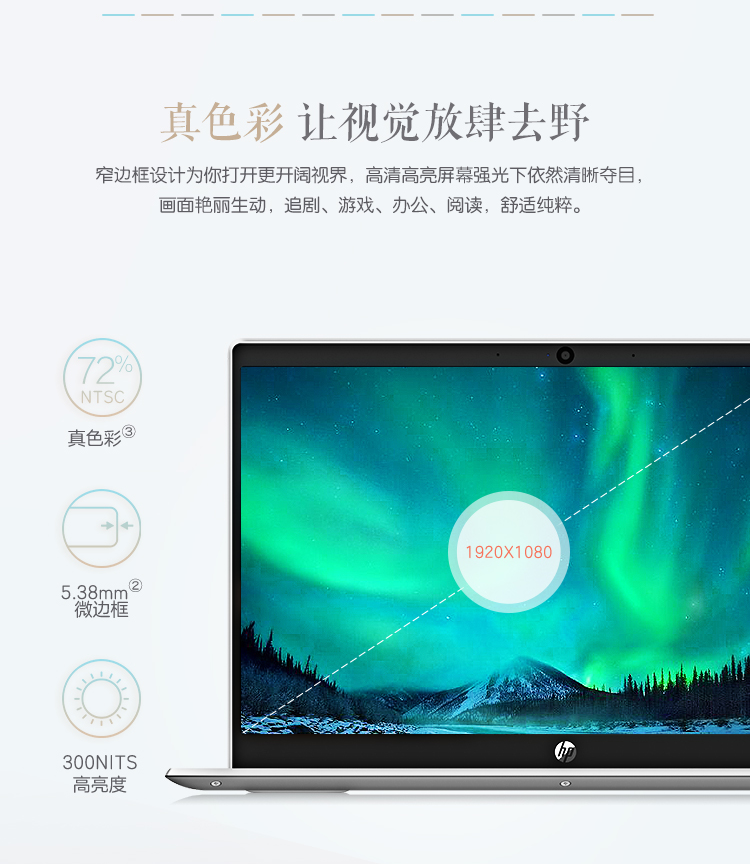 真色彩 让视觉放肆去野
窄边框设计为你打开更开阔视界，高清高亮屏幕强光下依然清晰夺目，
画面艳丽生动，追剧、游戏、办公、阅读，舒适纯粹。
72%
NTSC
真色彩③
5.38mm②
微边框
300NITS
高亮度
1920X1080
hp